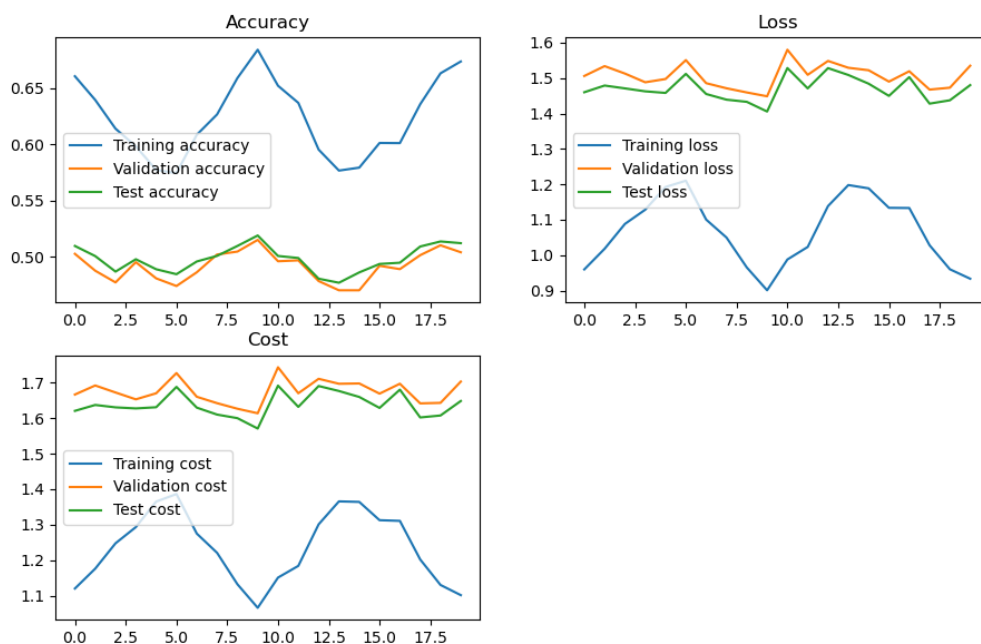 Accuracy
0.65
0.60
0.55
0.50
Training accuracy
Validation accuracy
Test accuracy
0.0 2.5 5.0 7.5 10.0 12.5 15.0 17.5
Loss
1.6
1.5
1.4
1.3
1.2
1.1
1.0
0.9
Training loss
Validation loss
Test loss
0.0 2.5 5.0 7.5 10.0 12.5 15.0 17.5
Cost
1.7
1.6
1.5
1.4
1.3
1.2
1.1
Training cost
Validation cost
Test cost
0.0 2.5 5.0 7.5 10.0 12.5 15.0 17.5